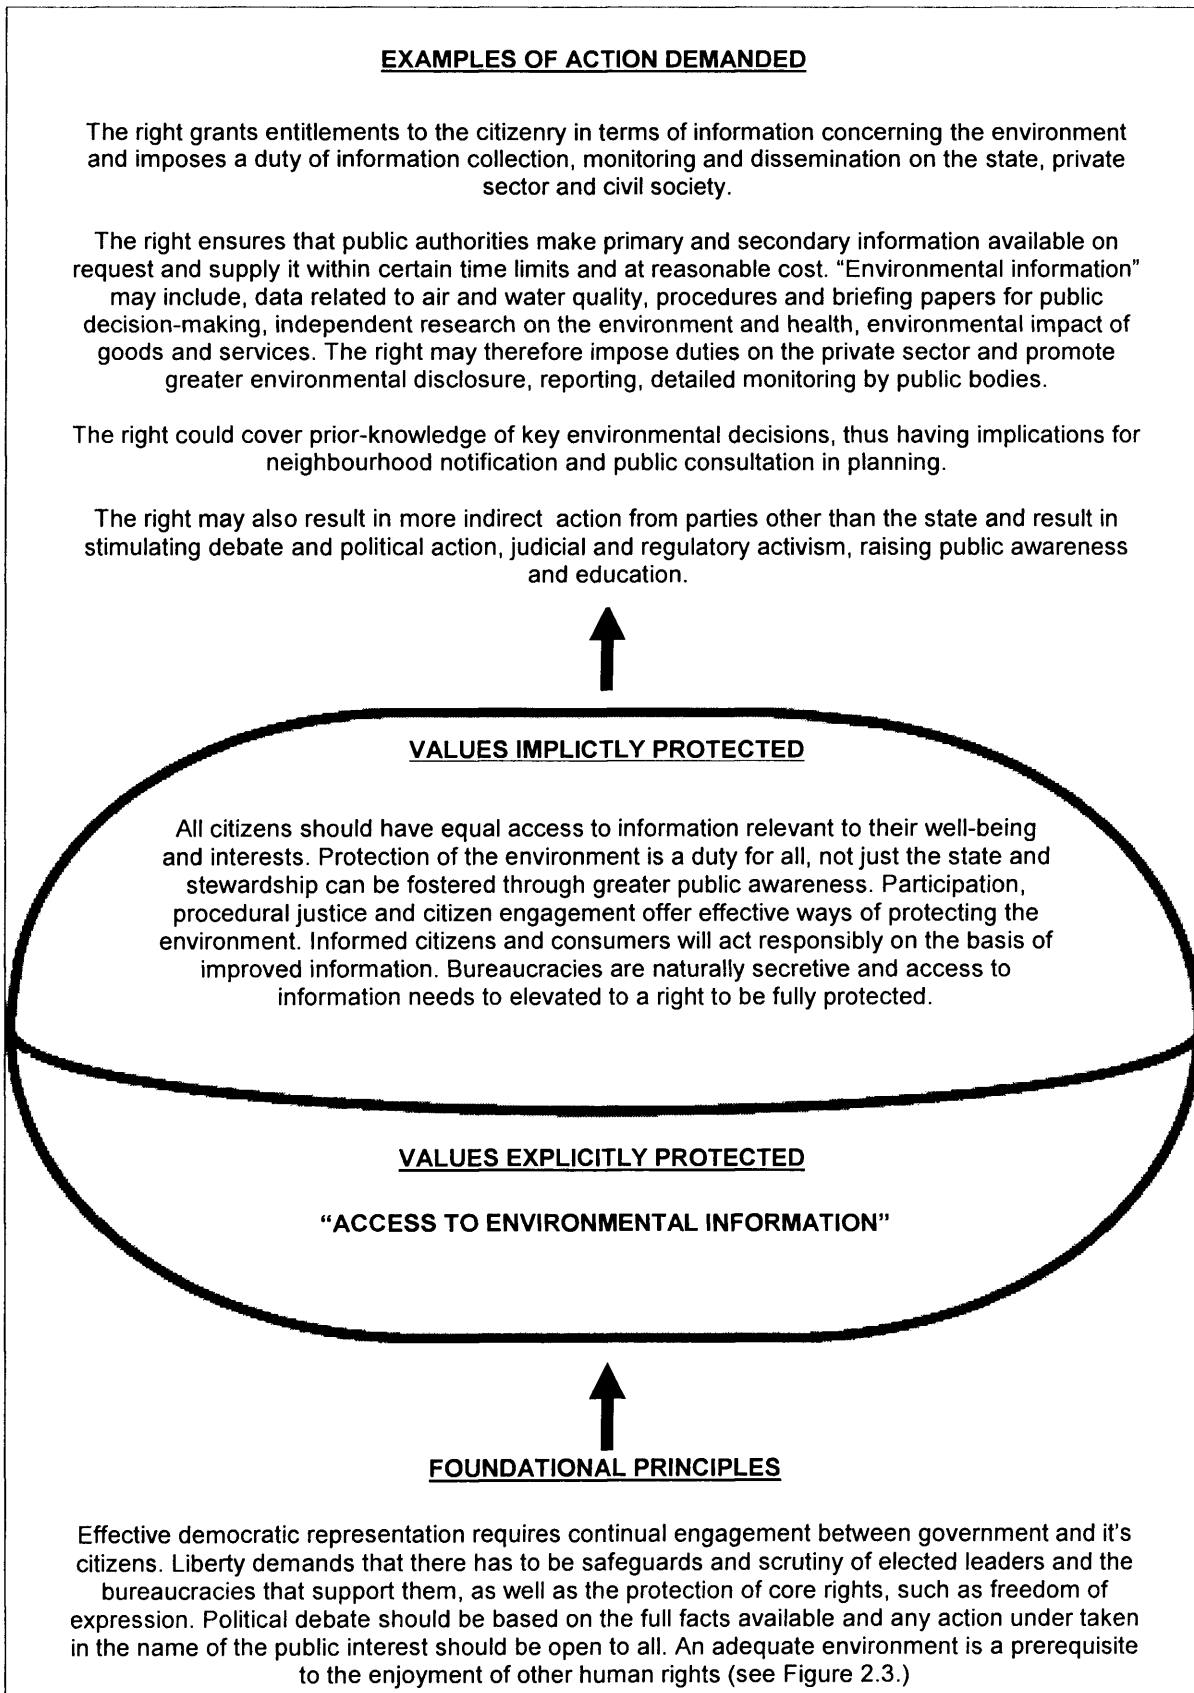 EXAMPLES OF ACTION DEMANDED
The right grants entitlements to the citizenry in terms of information concerning the environment
and imposes a duty of information collection, monitoring and dissemination on the state, private
sector and civil society.
The right ensures that public authorities make primary and secondary information available on
request and supply it within certain time limits and at reasonable cost. “Environmental information”
may include, data related to air and water quality, procedures and briefing papers for public
decision-making, independent research on the environment and health, environmental impact of
goods and services. The right may therefore impose duties on the private sector and promote
greater environmental disclosure, reporting, detailed monitoring by public bodies.
The right could cover prior-knowledge of key environmental decisions, thus having implications for
neighbourhood notification and public consultation in planning.
The right may also result in more indirect action from parties other than the state and result in
stimulating debate and political action, judicial and regulatory activism, raising public awareness
and education.
VALUES IMPLICTLY PROTECTED
All citizens should have equal access to information relevant to their well-being
and interests. Protection of the environment is a duty for all, not just the state and
stewardship can be fostered through greater public awareness. Participation,
procedural justice and citizen engagement offer effective ways of protecting the
environment. Informed citizens and consumers will act responsibly on the basis of
improved information. Bureaucracies are naturally secretive and access to
information needs to elevated to a right to be fully protected.
VALUES EXPLICITLY PROTECTED
“ACCESS TO ENVIRONMENTAL INFORMATION”
FOUNDATIONAL PRINCIPLES
Effective democratic representation requires continual engagement between government and it's
citizens. Liberty demands that there has to be safeguards and scrutiny of elected leaders and the
bureaucracies that support them, as well as the protection of core rights, such as freedom of
expression. Political debate should be based on the full facts available and any action under taken
in the name of the public interest should be open to all. An adequate environment is a prerequisite
to the enjoyment of other human rights (see Figure 2.3.)